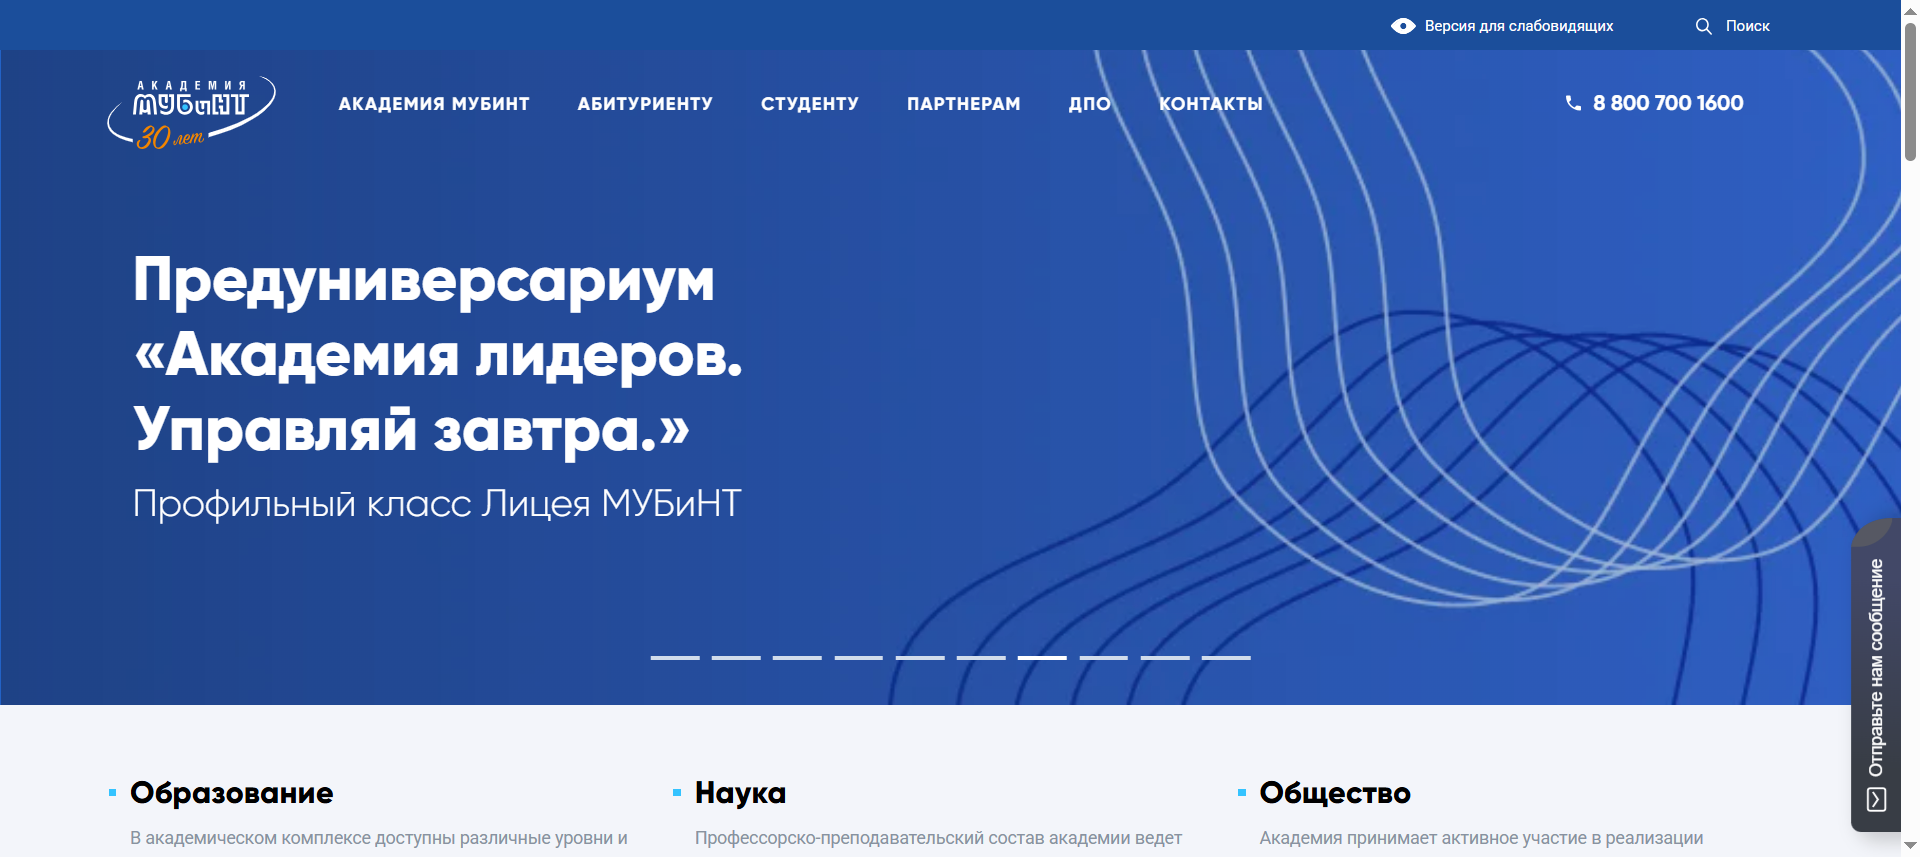 Версия для слабовидящих
Поиск
АКАДЕМИЯ
МУБиНТ
30 лет
АКАДЕМИЯ МУБИНТ
АБИТУРИЕНТУ
СТУДЕНТУ
ПАРТНЕРАМ
ДПО
КОНТАКТЫ
8 800 700 1600
Предуниверсариум
«Академия лидеров.
Управляй завтра.»
Профильный класс Лицея МУБиНТ
Отправьте нам сообщение
Образование
В академическом комплексе доступны различные уровни и
Наука
Профессорско-преподавательский состав академии ведет
Общество
Академия принимает активное участие в реализации